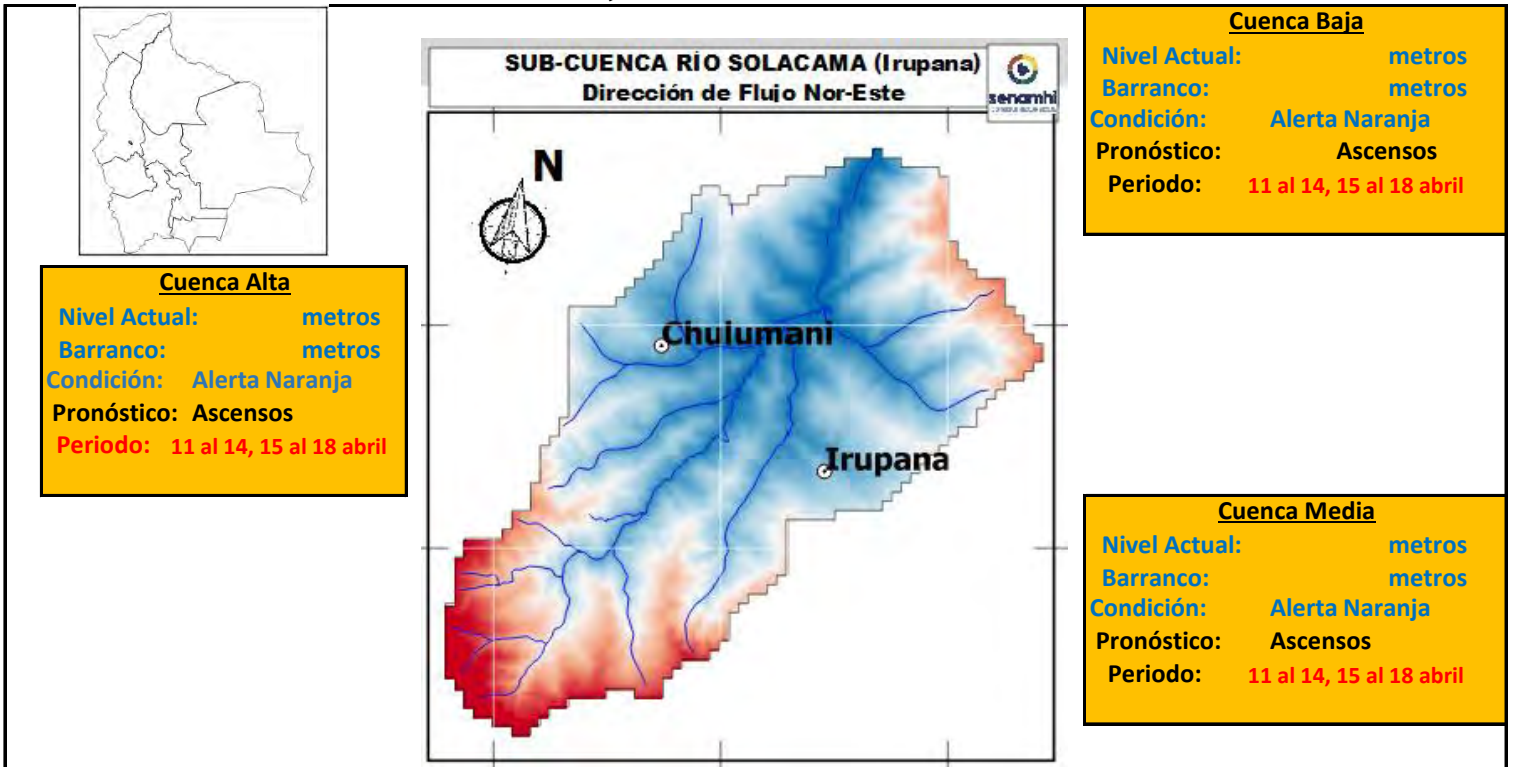 SUB-CUENCA RÍO SOLACAMA (Irupana)
Dirección de Flujo Nor-Este
senamhi
N
Chulumani
Irupana
Cuenca Alta
Nivel Actual: metros
Barranco: metros
Condición: Alerta Naranja
Pronóstico: Ascensos
Periodo: 11 al 14, 15 al 18 abril
Cuenca Baja
Nivel Actual: metros
Barranco: metros
Condición: Alerta Naranja
Pronóstico: Ascensos
Periodo: 11 al 14, 15 al 18 abril
Cuenca Media
Nivel Actual: metros
Barranco: metros
Condición: Alerta Naranja
Pronóstico: Ascensos
Periodo: 11 al 14, 15 al 18 abril